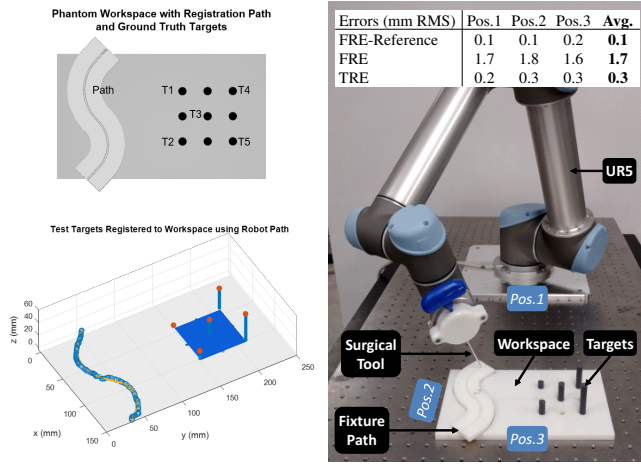 Phantom Workspace with Registration Path
and Ground Truth Targets
Path
T1
T4
T3
T2
T5
Test Targets Registered to Workspace using Robot Path
60
40
20
0
z (mm)
0
50
100
150
x (mm)
0
50
100
150
200
250
y (mm)
Errors (mm RMS) Pos.1 Pos.2 Pos.3 Avg.
FRE-Reference 0.1 0.1 0.2 0.1
FRE 1.7 1.8 1.6 1.7
TRE 0.2 0.3 0.3 0.3
UR5
Pos.1
Surgical
Tool
Workspace
Targets
Pos.2
Fixture
Path
Pos.3